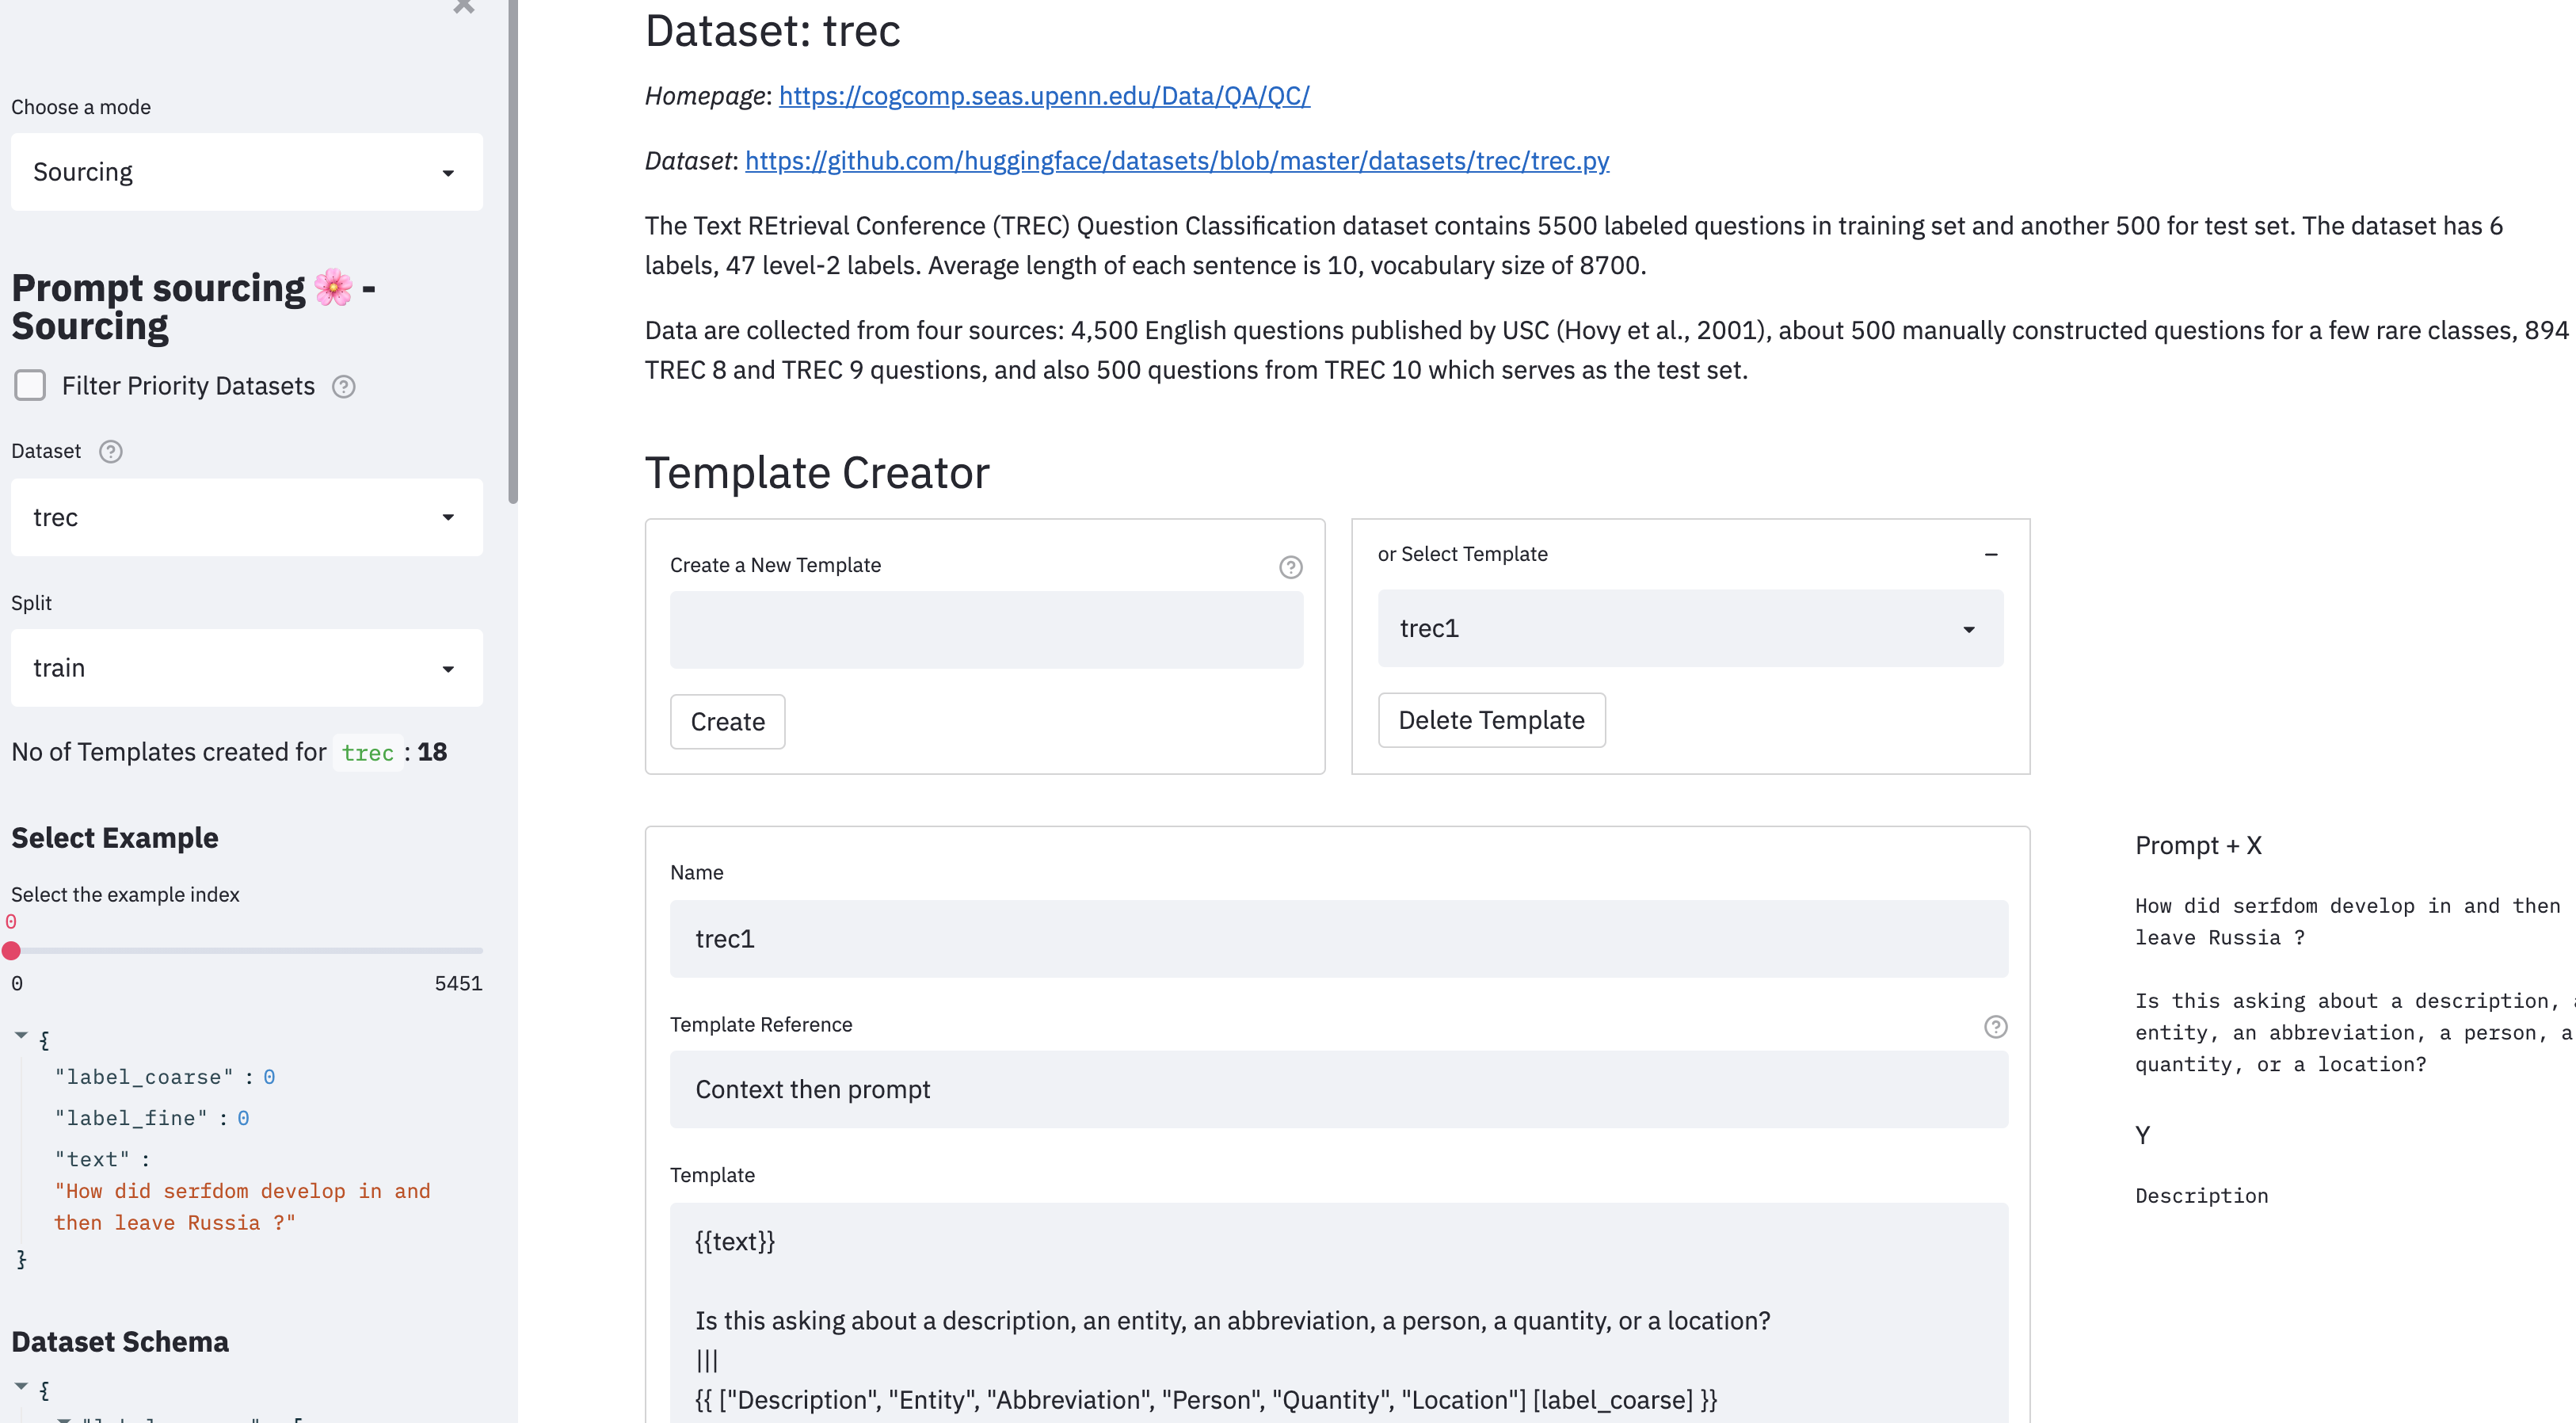 Choose a mode
Sourcing
Prompt sourcing 🌸 -
Sourcing
Filter Priority Datasets
Dataset
trec
Split
train
No of Templates created for trec : 18
Select Example
Select the example index
0
0 5451
{
"label_coarse" : 0
"label_fine" : 0
"text" :
"How did serfdom develop in and
then leave Russia ?"
}
Dataset Schema
{
Dataset: trec
Homepage: https://cogcomp.seas.upenn.edu/Data/QA/QC/
Dataset: https://github.com/huggingface/datasets/blob/master/datasets/trec/trec.py
The Text REtrieval Conference (TREC) Question Classification dataset contains 5500 labeled questions in training set and another 500 for test set. The dataset has 6
labels, 47 level-2 labels. Average length of each sentence is 10, vocabulary size of 8700.
Data are collected from four sources: 4,500 English questions published by USC (Hovy et al., 2001), about 500 manually constructed questions for a few rare classes, 894
TREC 8 and TREC 9 questions, and also 500 questions from TREC 10 which serves as the test set.
Template Creator
Create a New Template
Create
or Select Template
trec1
Delete Template
Name
trec1
Template Reference
Context then prompt
Template
{{text}}
Is this asking about a description, an entity, an abbreviation, a person, a quantity, or a location?
|||
{{ ["Description", "Entity", "Abbreviation", "Person", "Quantity", "Location"] [label_coarse] }}
Prompt + X
How did serfdom develop in and then
leave Russia ?
Is this asking about a description,
entity, an abbreviation, a person, a
quantity, or a location?
Y
Description